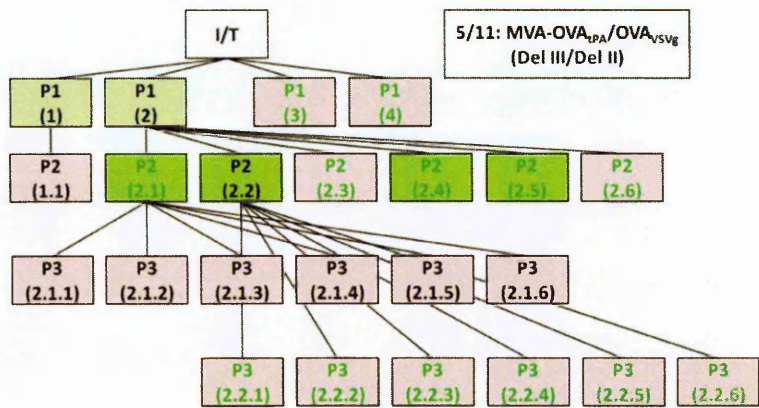 I/T
5/11: MVA-OVAtPA/OVAVSVg
(Del III/Del II)
P1
(1)
P1
(2)
P1
(3)
P1
(4)
P2
(1.1)
P2
(2.1)
P2
(2.2)
P2
(2.3)
P2
(2.4)
P2
(2.5)
P2
(2.6)
P3
(2.1.1)
P3
(2.1.2)
P3
(2.1.3)
P3
(2.1.4)
P3
(2.1.5)
P3
(2.1.6)
P3
(2.2.1)
P3
(2.2.2)
P3
(2.2.3)
P3
(2.2.4)
P3
(2.2.5)
P3
(2.2.6)